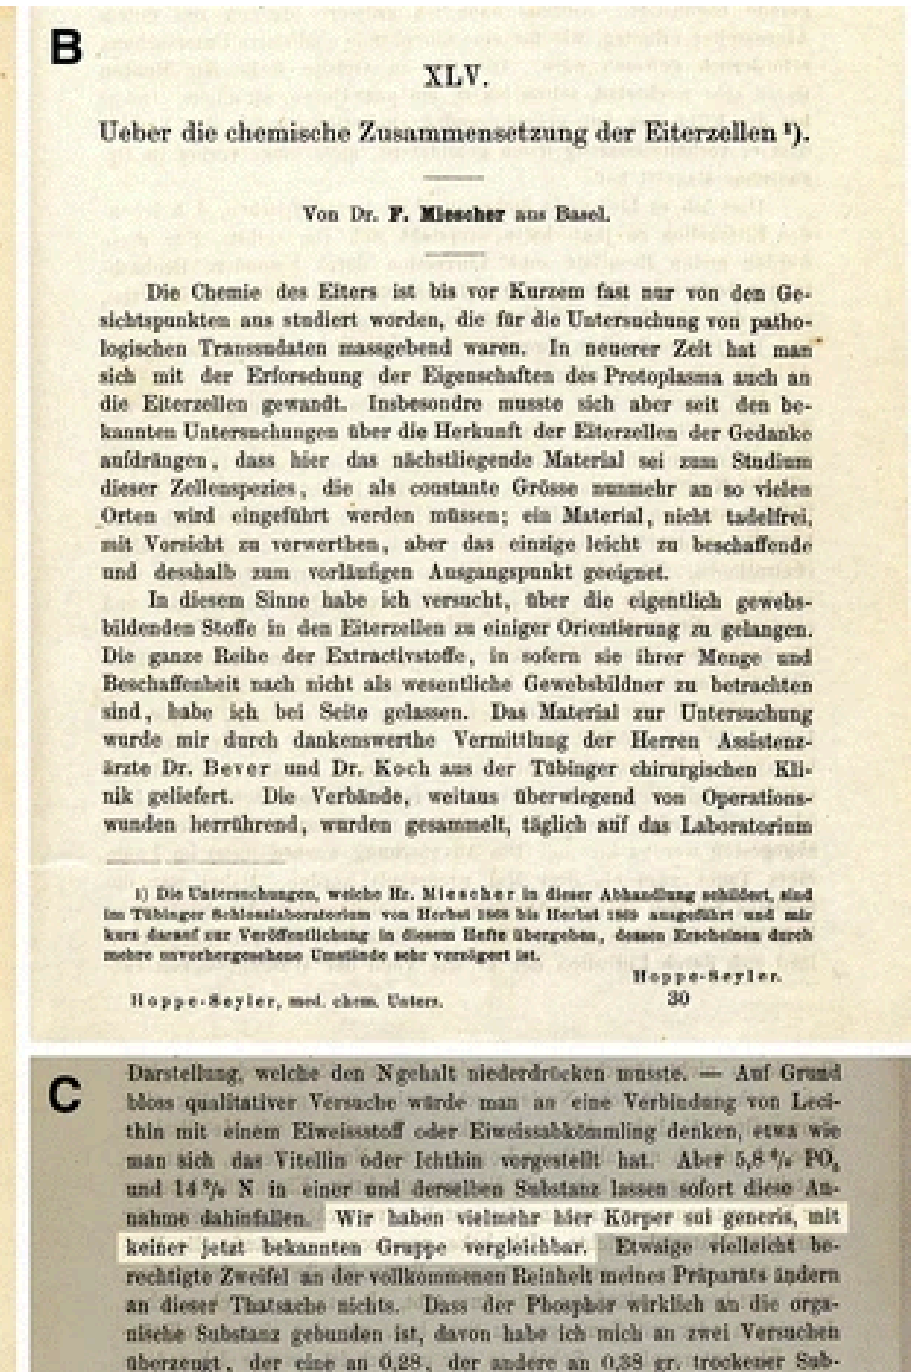 B
XLV.
Ueber die chemische Zusammensetzung der Eiterzellen ¹).
Von Dr. F. Miescher aus Basel.
Die Chemie des Eiters ist bis vor Kurzem fast nur von den Ge-
sichtspunkten aus studiert worden, die für die Untersuchung von patho-
logischen Transsudaten massgebend waren. In neuerer Zeit hat man
sich mit der Erforschung der Eigenschaften des Protoplasma auch an
die Eiterzellen gewandt. Insbesondre musste sich aber seit den be-
kannten Untersuchungen über die Herkunft der Eiterzellen der Gedanke
aufdrängen, dass hier das nächstliegende Material sei zum Studium
dieser Zellenspezies, die als constante Grösse nunmehr an so vielen
Orten wird eingeführt werden müssen; ein Material, nicht tadelfrei,
mit Vorsicht zu verwerthen, aber das einzige leicht zu beschaffende
und desshalb zum vorläufigen Ausgangspunkt geeignet.
In diesem Sinne habe ich versucht, über die eigentlich gewebs-
bildenden Stoffe in den Eiterzellen zu einiger Orientierung zu gelangen.
Die ganze Reihe der Extractivstoffe, in sofern sie ihrer Menge und
Beschaffenheit nach nicht als wesentliche Gewebsbildner zu betrachten
sind, habe ich bei Seite gelassen. Das Material zur Untersuchung
wurde mir durch dankenswerthe Vermittlung der Herren Assistenz-
ärzte Dr. Bever und Dr. Koch aus der Tübinger chirurgischen Kli-
nik geliefert. Die Verbände, weitaus überwiegend von Operations-
wunden herrührend, wurden gesammelt, täglich auf das Laboratorium
1) Die Untersuchungen, welche Hr. Miescher in dieser Abhandlung schildert, sind
im Tübinger Schlosslaboratorium von Herbst 1868 bis Herbst 1869 ausgeführt und mir
kurz darauf zur Veröffentlichung in diesem Hefte übergeben, dessen Erscheinen durch
mehre unvorhergesehene Umstände sehr verzögert ist.
Hoppe-Seyler.
Hoppe-Seyler, med. chem. Unters. 30
C
Darstellung, welche den Ngehalt niederdrücken musste. — Auf Grund
bloss qualitativer Versuche würde man an eine Verbindung von Leci-
thin mit einem Eiweissstoff oder Eiweissabkömmling denken, etwa wie
man sich das Vitellin oder Ichthin vorgestellt hat. Aber 5,8 % PO₄
und 14 % N in einer und derselben Substanz lassen sofort diese An-
nahme dahinfallen. Wir haben vielmehr hier Körper sui generis, mit
keiner jetzt bekannten Gruppe vergleichbar. Etwaige vielleicht be-
rechtigte Zweifel an der vollkommenen Reinheit meines Präparats ändern
an dieser Thatsache nichts. Dass der Phosphor wirklich an die orga-
nische Substanz gebunden ist, davon habe ich mich an zwei Versuchen
überzeugt, der eine an 0,28, der andere an 0,38 gr. trockener Sub-